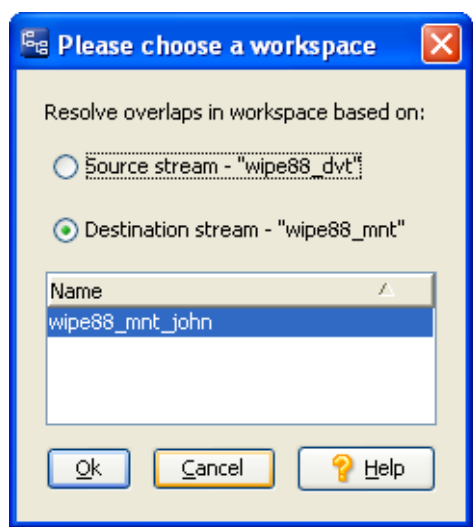 Please choose a workspace
Resolve overlaps in workspace based on:
Source stream - "wipe88_dvt"
Destination stream - "wipe88_mnt"
Name
wipe88_mnt_john
Ok Cancel Help